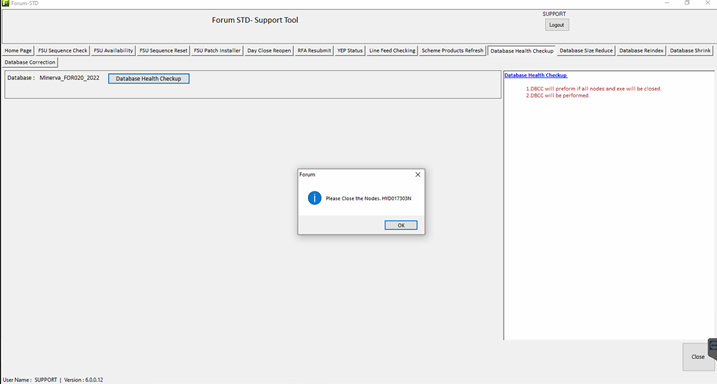 Forum-STD
Forum STD- Support Tool
SUPPORT
Logout
Home Page
FSU Sequence Check
FSU Availability
FSU Sequence Reset
FSU Patch Installer
Day Close Reopen
RFA Resubmit
YEP Status
Line Feed Checking
Scheme Products Refresh
Database Health Checkup
Database Size Reduce
Database Reindex
Database Shrink
Database Correction
Database : Minerva_FOR020_2022
Database Health Checkup
Database Health Checkup
1.DBCC will preform if all nodes and exe will be closed.
2.DBCC will be performed.
Forum
Please Close the Nodes. HYD017303N
OK
Close
User Name : SUPPORT | Version : 6.0.0.12